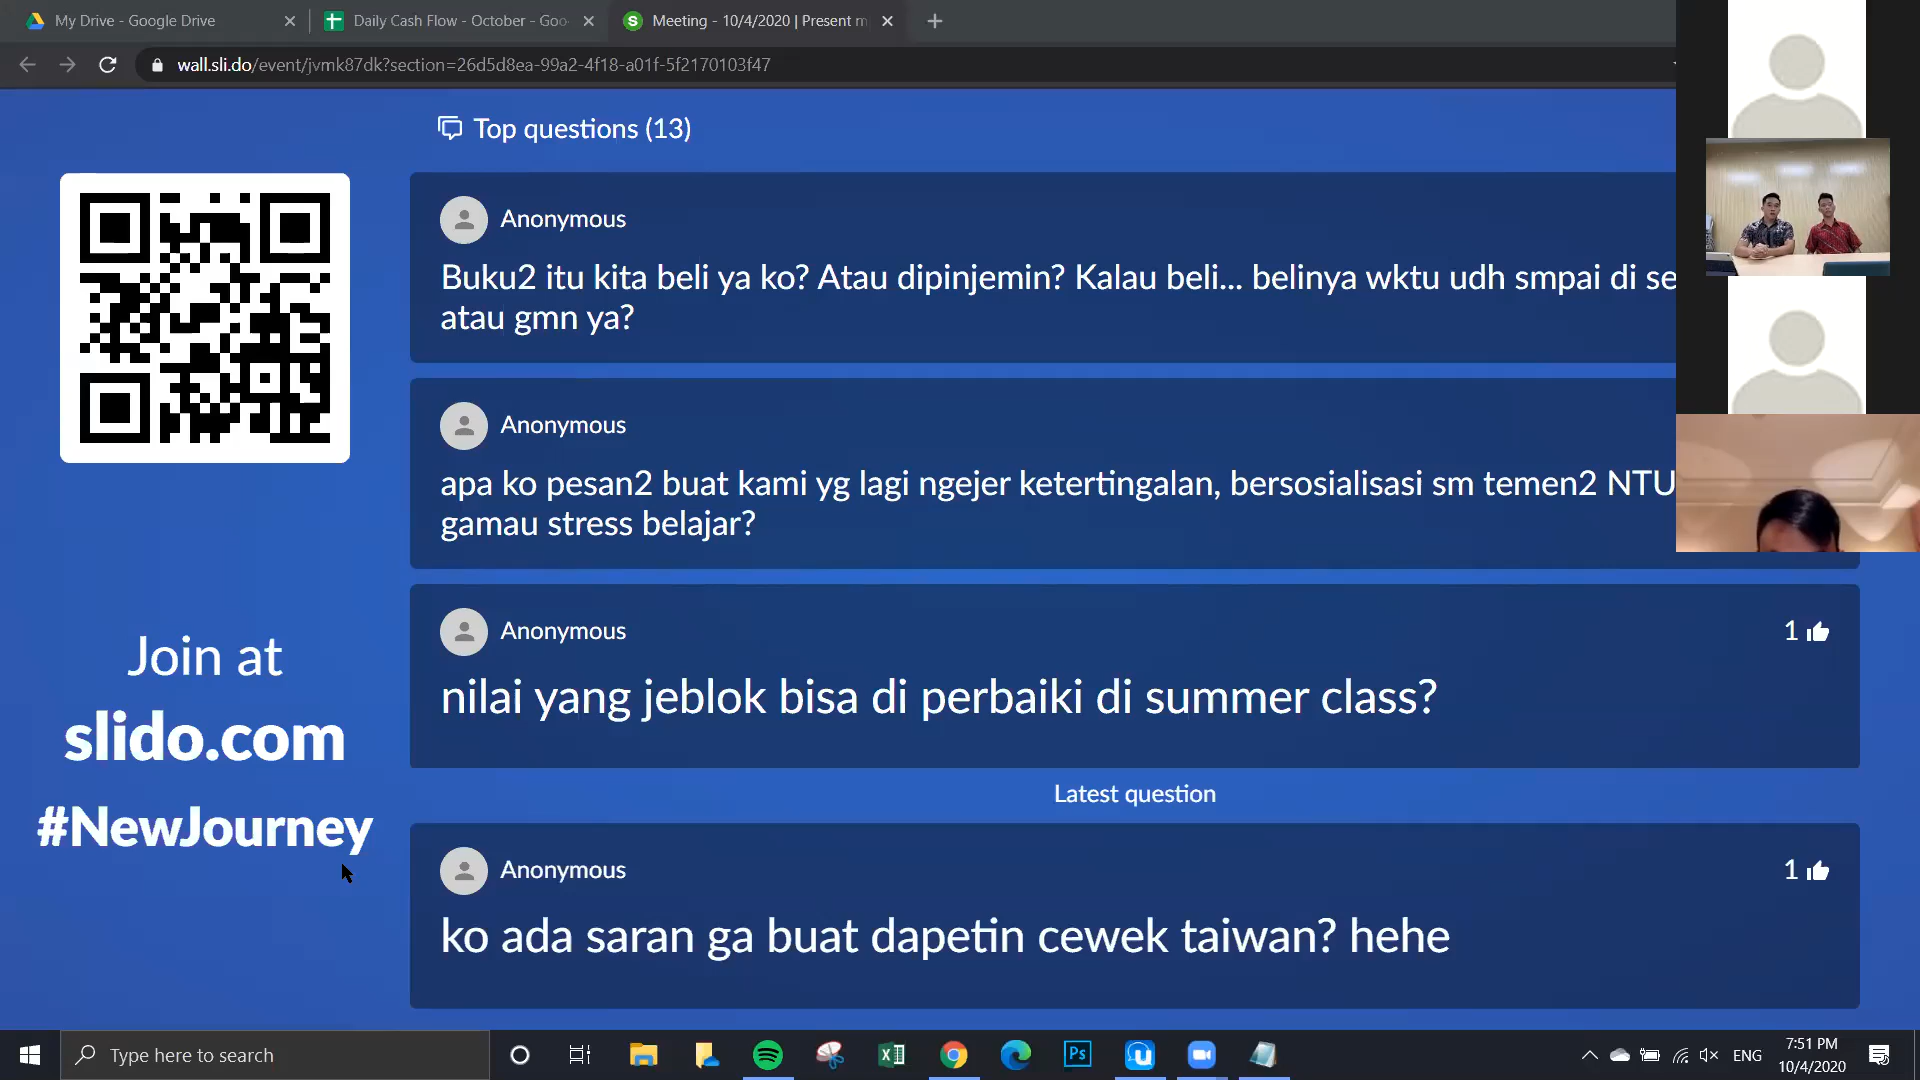 My Drive - Google Drive
Daily Cash Flow - October - Goo
Meeting - 10/4/2020 | Present m
wall.sli.do/event/jvmk87dk?section=26d5d8ea-99a2-4f18-a01f-5f2170103f47
Top questions (13)
Anonymous
Buku2 itu kita beli ya ko? Atau dipinjemin? Kalau beli... belinya wktu udh smpai di se
atau gmn ya?
Anonymous
apa ko pesan2 buat kami yg lagi ngejer ketertingalan, bersosialisasi sm temen2 NTU
gamau stress belajar?
Anonymous
1
nilai yang jeblok bisa di perbaiki di summer class?
Latest question
Anonymous
1
ko ada saran ga buat dapetin cewek taiwan? hehe
Join at
slido.com
#NewJourney
Type here to search
Ps
ENG
7:51 PM
10/4/2020